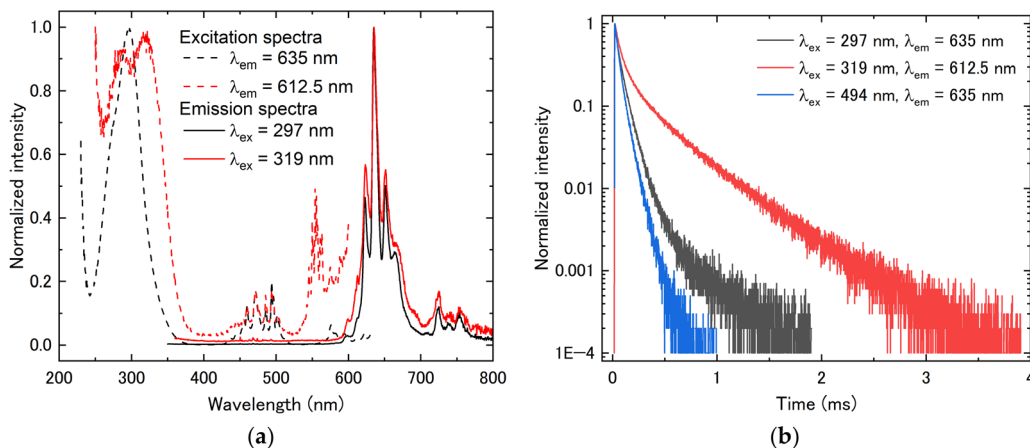 Excitation spectra
λem = 635 nm
λem = 612.5 nm
Emission spectra
λex = 297 nm
λex = 319 nm
Normalized intensity
1.0
0.8
0.6
0.4
0.2
0.0
200 300 400 500 600 700 800
Wavelength (nm)
(a)
λex = 297 nm, λem = 635 nm
λex = 319 nm, λem = 612.5 nm
λex = 494 nm, λem = 635 nm
Normalized intensity
1
0.1
0.01
0.001
1E−4
0 1 2 3 4
Time (ms)
(b)